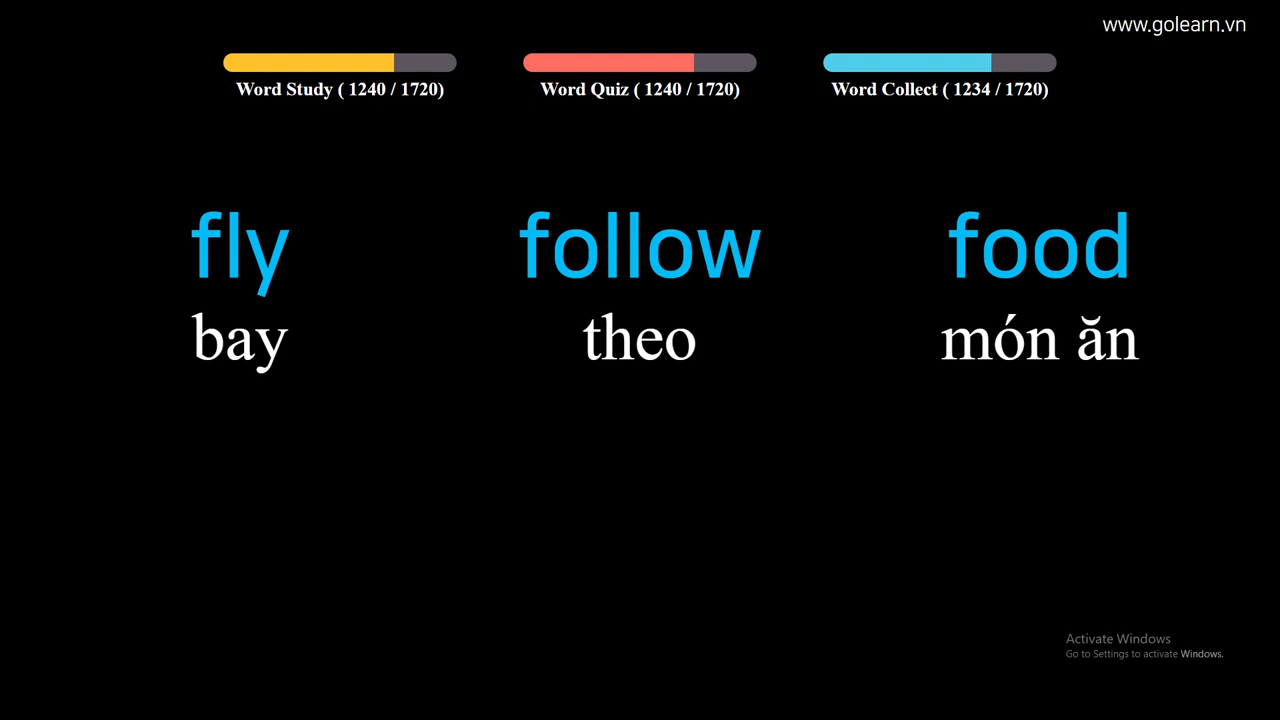 www.golearn.vn
Word Study ( 1240 / 1720)
Word Quiz ( 1240 / 1720)
Word Collect ( 1234 / 1720)
fly
bay
follow
theo
food
món ăn
Activate Windows
Go to Settings to activate Windows.